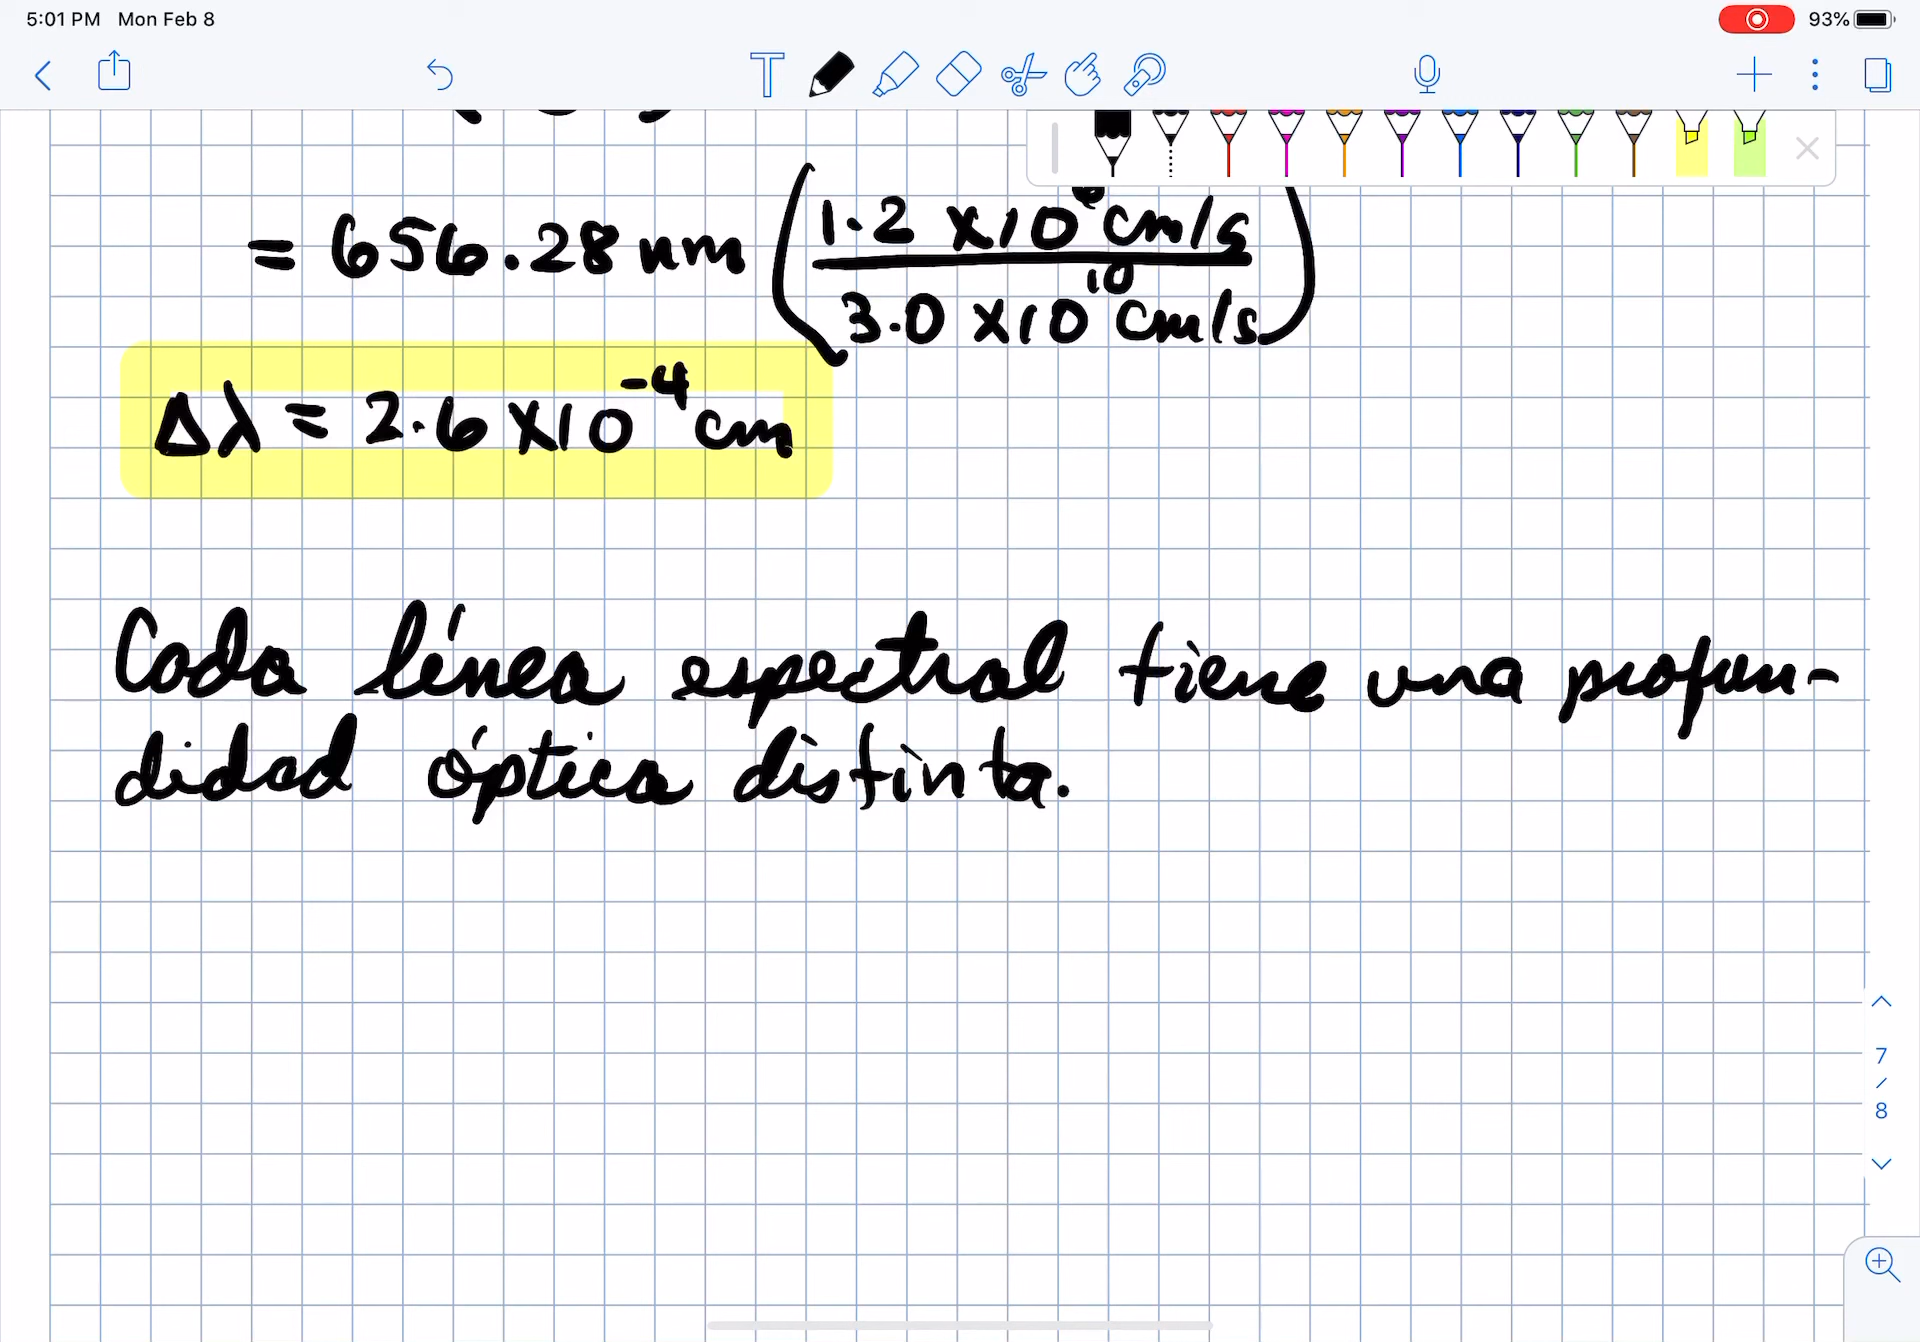 5:01 PM Mon Feb 8 93%
= 656.28 nm (1.2 x10 cm/s
3.0 x10¹⁰ cm/s)
Δλ = 2.6 x10⁻⁴ cm
Cada línea espectral tiene una profun-
didad óptica distinta.
7
/
8